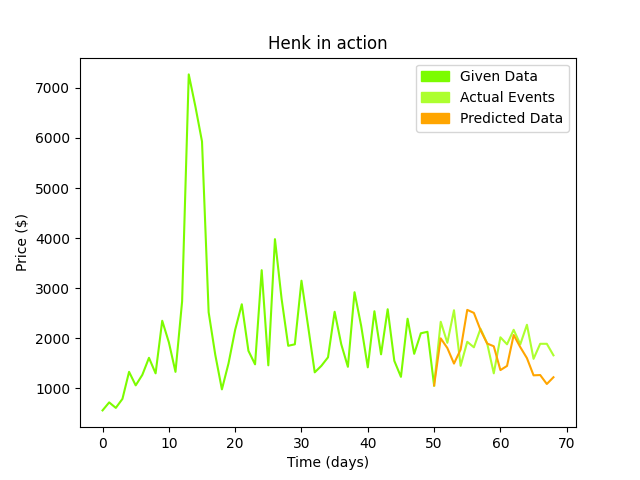 Henk in action
Given Data
Actual Events
Predicted Data
Price ($)
7000
6000
5000
4000
3000
2000
1000
0 10 20 30 40 50 60 70
Time (days)